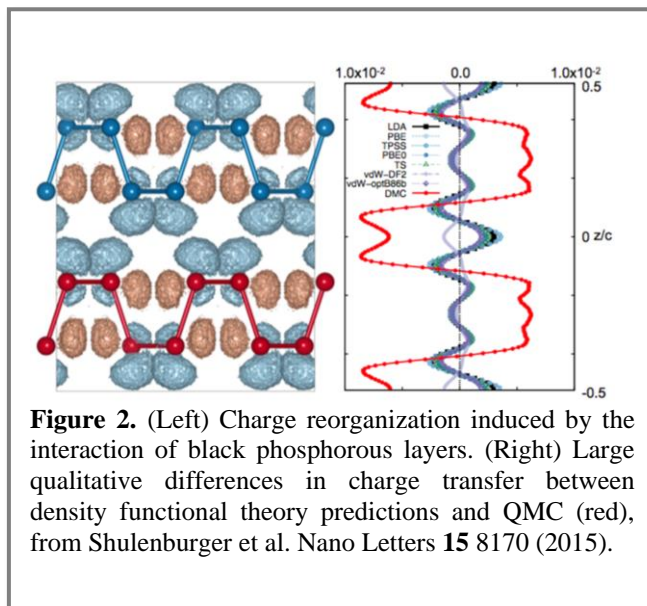 1.0x10-2 0.0 1.0x10-2
0.5
LDA
PBE
TPSS
PBE0
TS
vdW-DF2
vdW-optB86b
DMC
0 z/c
-0.5
Figure 2. (Left) Charge reorganization induced by the
interaction of black phosphorous layers. (Right) Large
qualitative differences in charge transfer between
density functional theory predictions and QMC (red),
from Shulenburger et al. Nano Letters 15 8170 (2015).